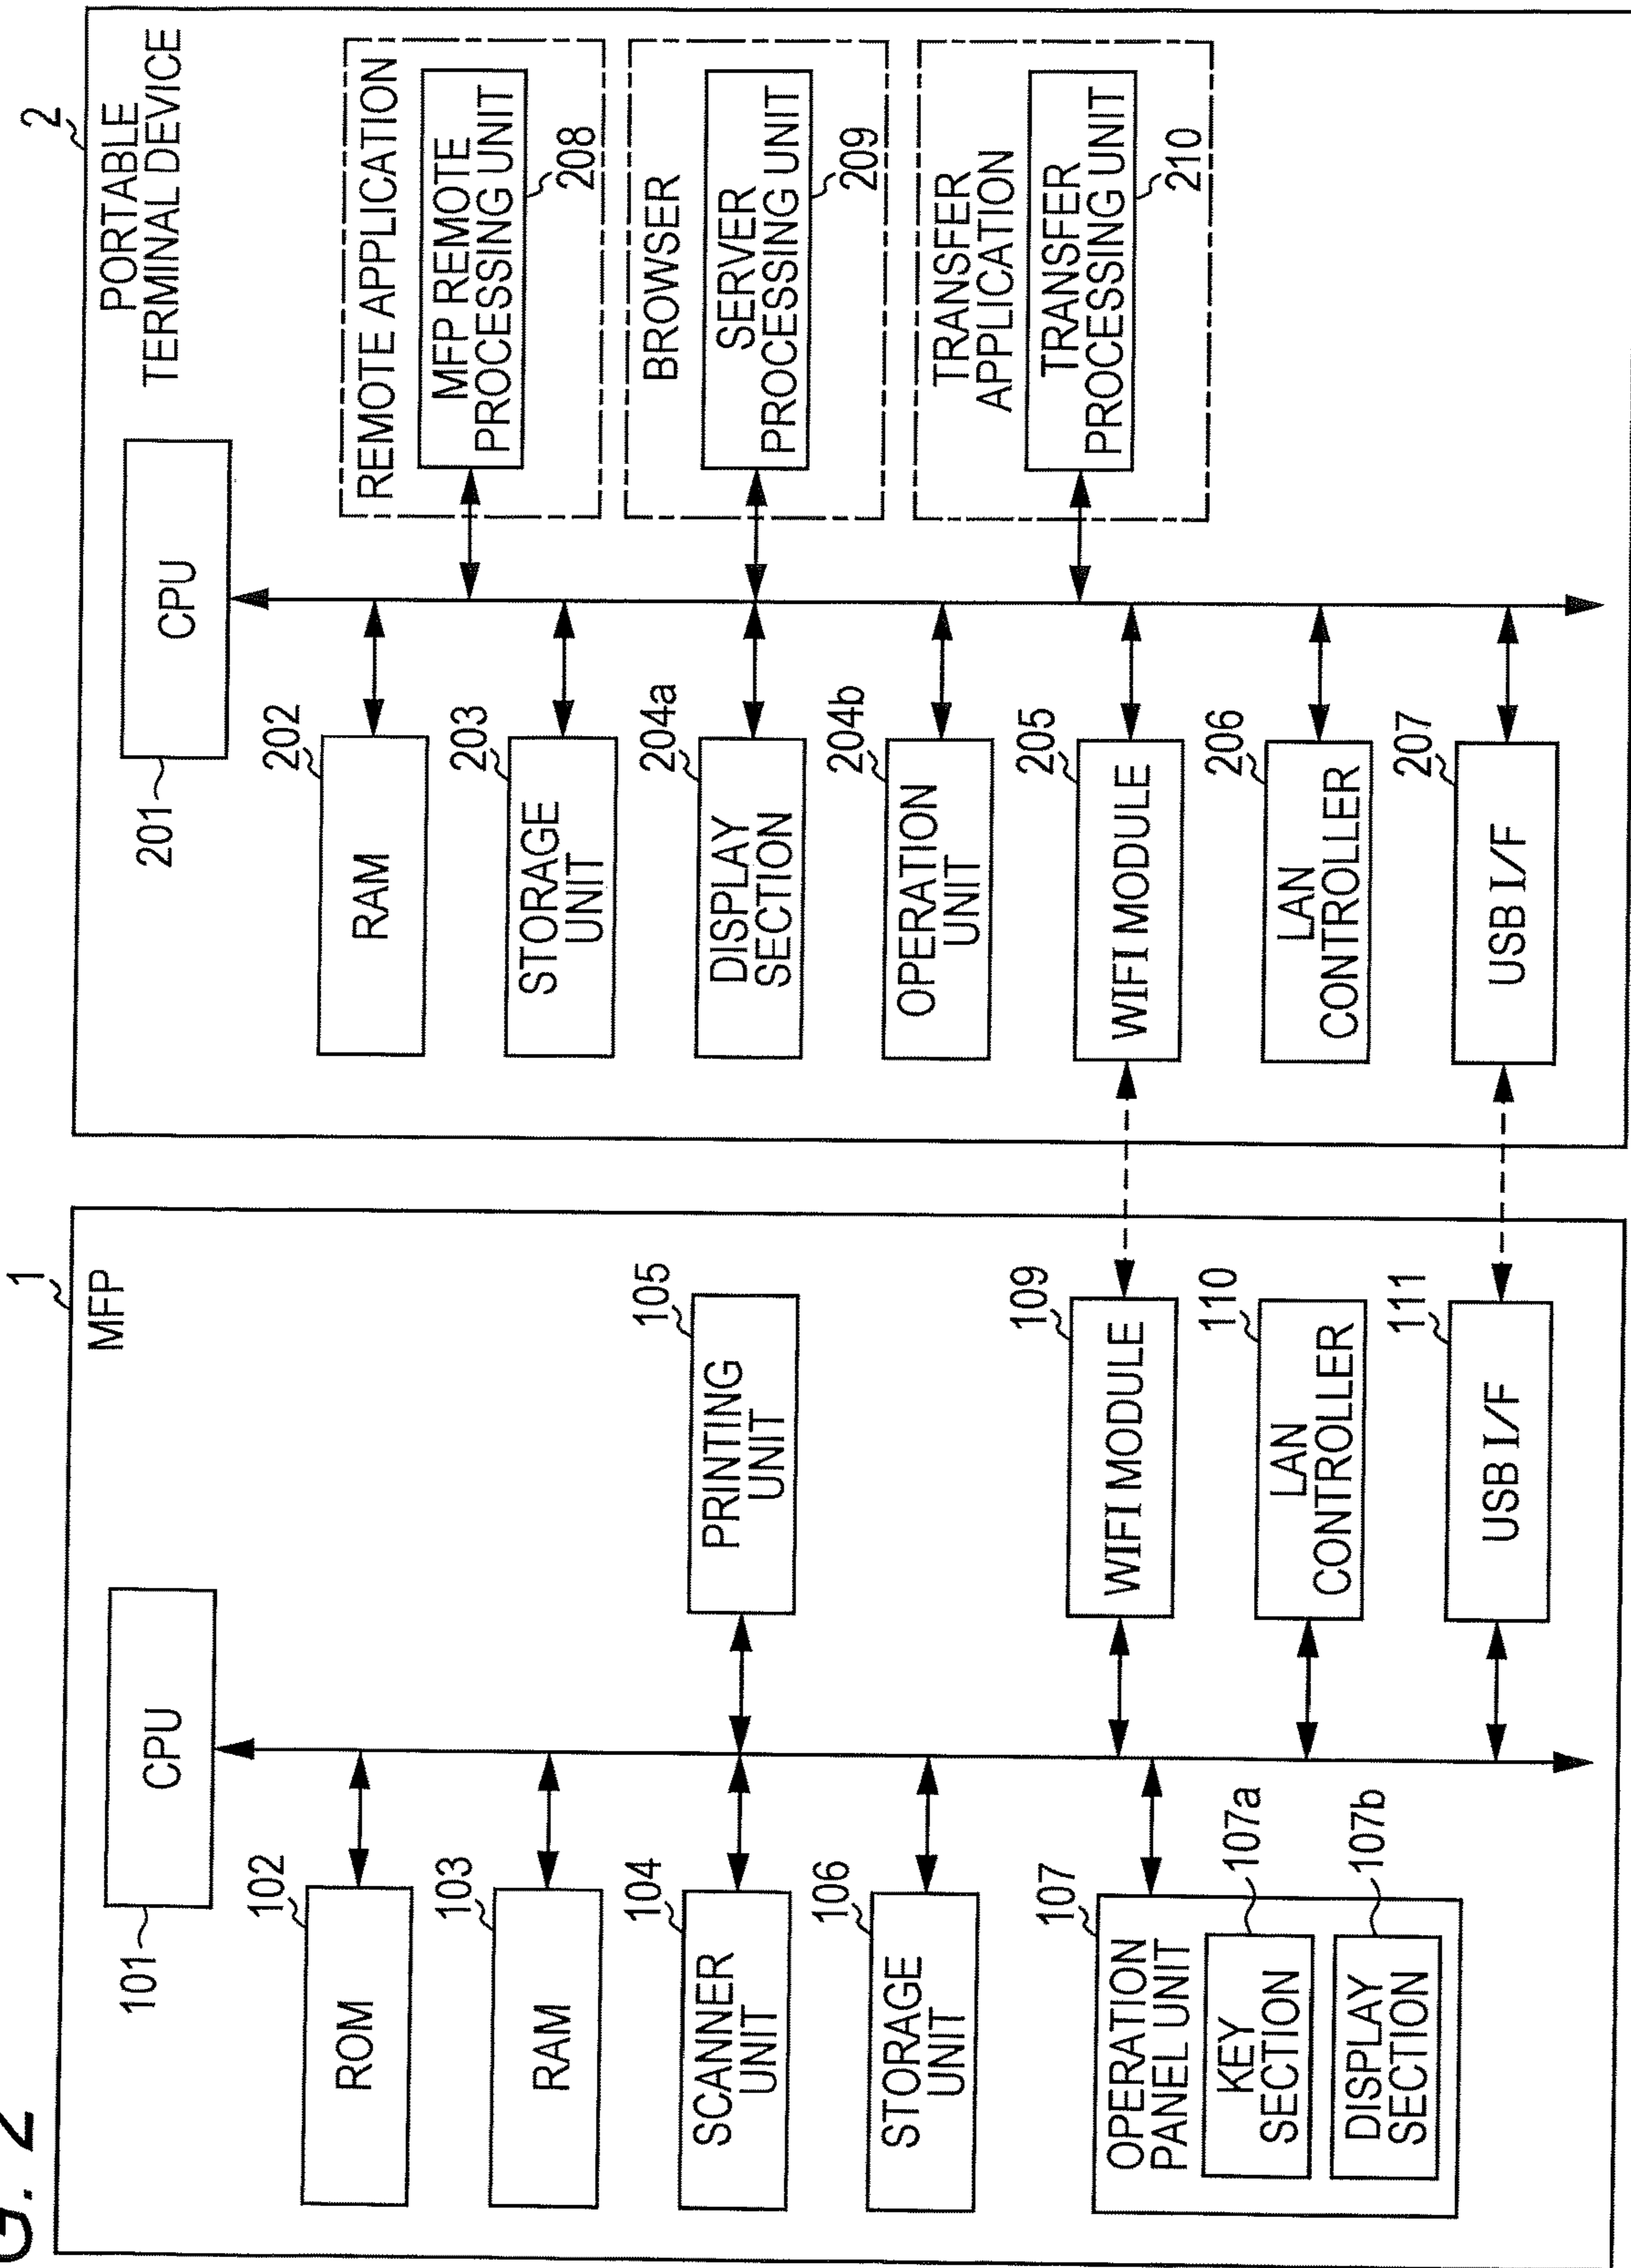 G. 2
1
MFP
101
CPU
102
ROM
103
RAM
104
SCANNER
UNIT
105
PRINTING
UNIT
106
STORAGE
UNIT
107
OPERATION
PANEL UNIT
107a
KEY
SECTION
107b
DISPLAY
SECTION
109
WIFI MODULE
110
LAN
CONTROLLER
111
USB I/F
2
PORTABLE
TERMINAL DEVICE
201
CPU
202
RAM
203
STORAGE
UNIT
204a
DISPLAY
SECTION
204b
OPERATION
UNIT
205
WIFI MODULE
206
LAN
CONTROLLER
207
USB I/F
REMOTE APPLICATION
MFP REMOTE
PROCESSING UNIT
208
BROWSER
SERVER
PROCESSING UNIT
209
TRANSFER
APPLICATION
TRANSFER
PROCESSING UNIT
210